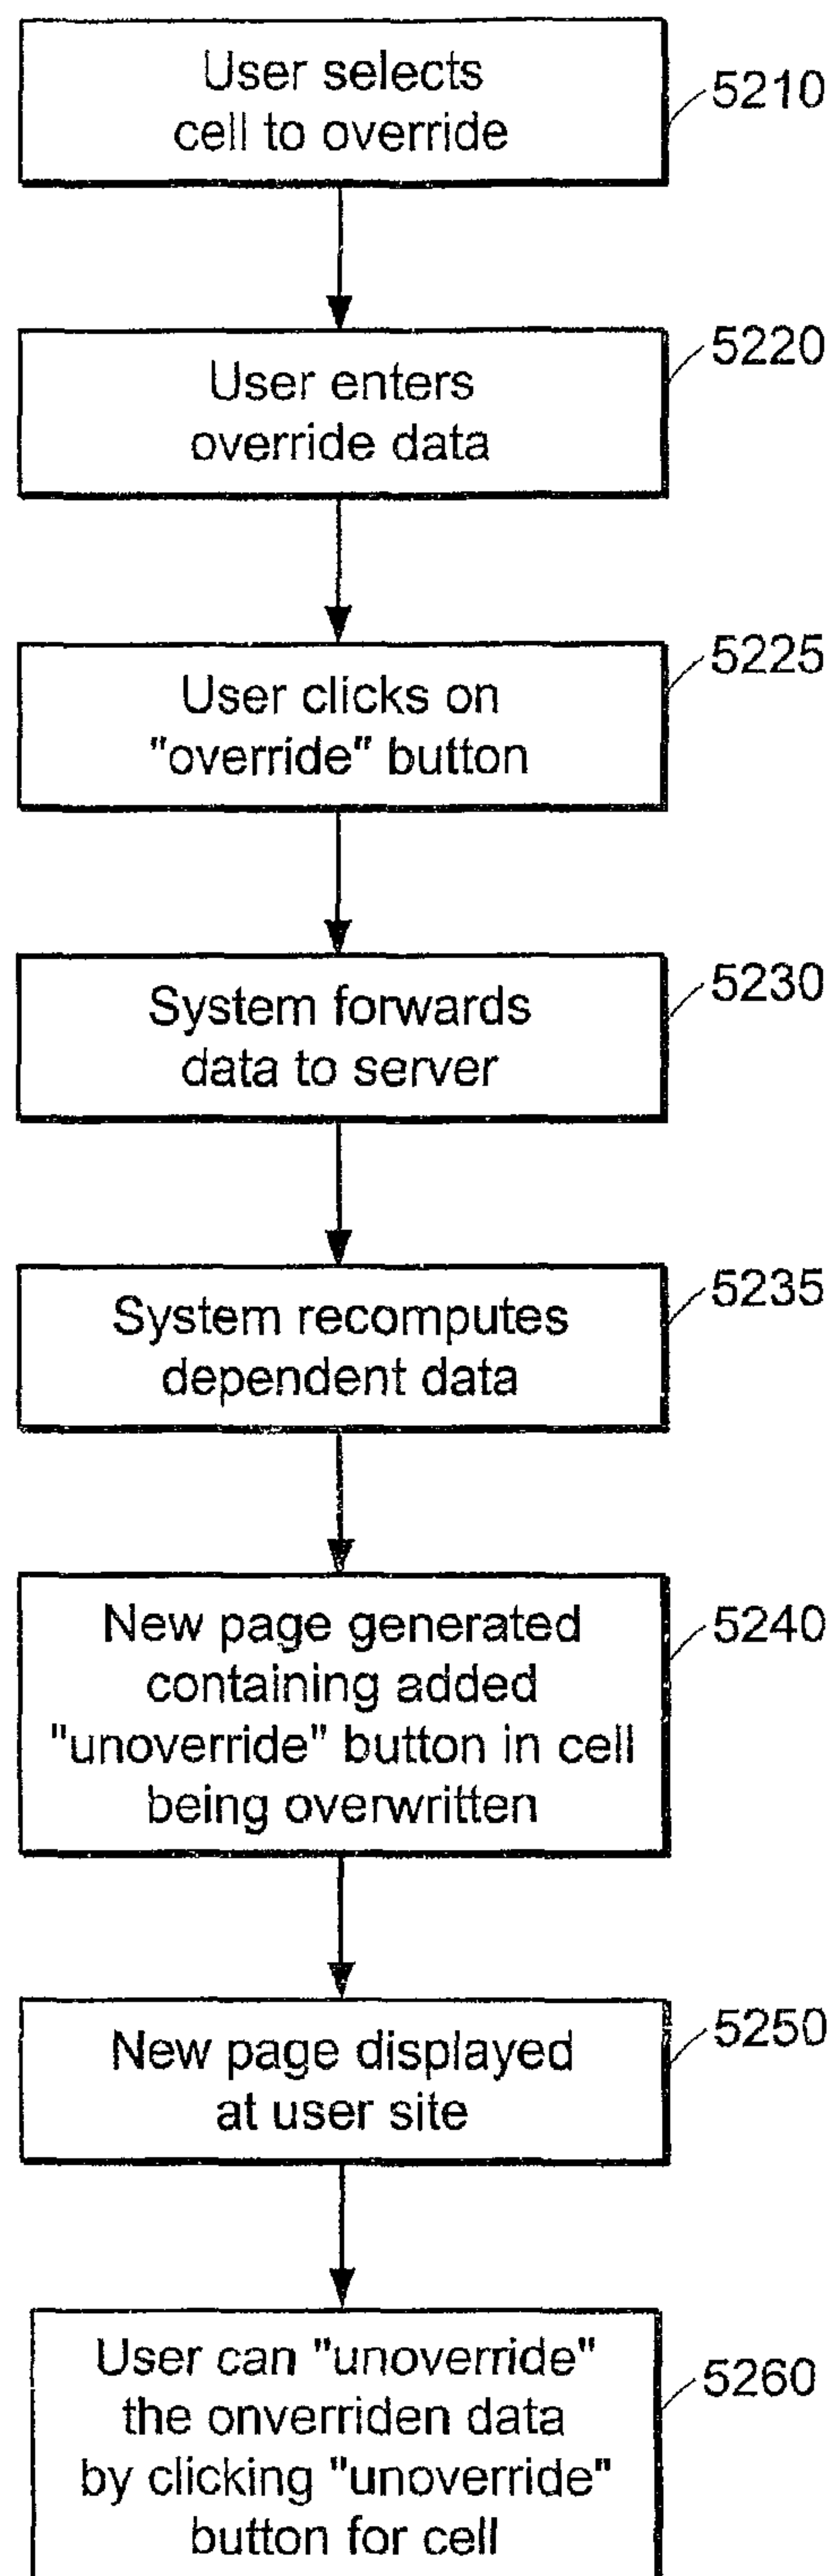 User selects
cell to override
5210
User enters
override data
5220
User clicks on
"override" button
5225
System forwards
data to server
5230
System recomputes
dependent data
5235
New page generated
containing added
"unoverride" button in cell
being overwritten
5240
New page displayed
at user site
5250
User can "unoverride"
the onverriden data
by clicking "unoverride"
button for cell
5260